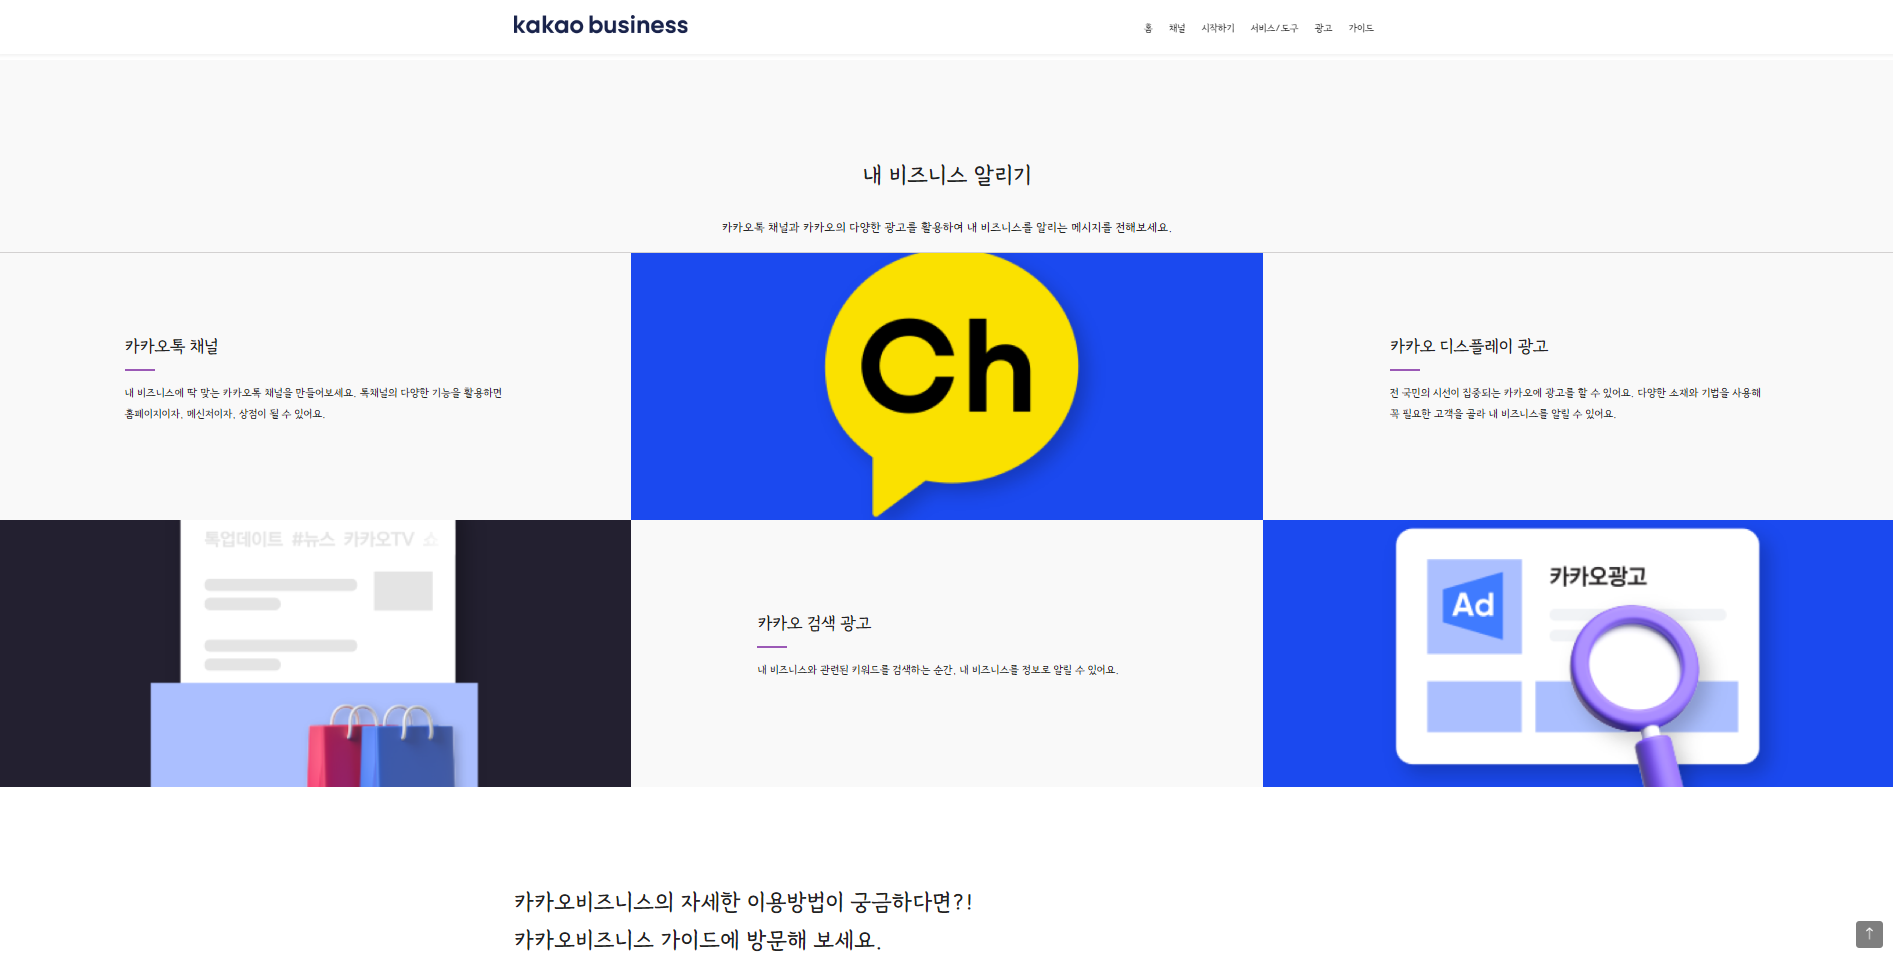 kakao business
홈 채널 시작하기 서비스/도구 광고 가이드
내 비즈니스 알리기
카카오톡 채널과 카카오의 다양한 광고를 활용하여 내 비즈니스를 알리는 메시지를 전해보세요.
카카오톡 채널
내 비즈니스에 딱 맞는 카카오톡 채널을 만들어보세요. 톡채널의 다양한 기능을 활용하면
홈페이지이자, 메신저이자, 상점이 될 수 있어요.
Ch
카카오 디스플레이 광고
전 국민의 시선이 집중되는 카카오에 광고를 할 수 있어요. 다양한 소재와 기법을 사용해
꼭 필요한 고객을 골라 내 비즈니스를 알릴 수 있어요.
톡업데이트 #뉴스 카카오TV
카카오 검색 광고
내 비즈니스와 관련된 키워드를 검색하는 순간, 내 비즈니스를 정보로 알릴 수 있어요.
Ad
카카오광고
카카오비즈니스의 자세한 이용방법이 궁금하다면?!
카카오비즈니스 가이드에 방문해 보세요.